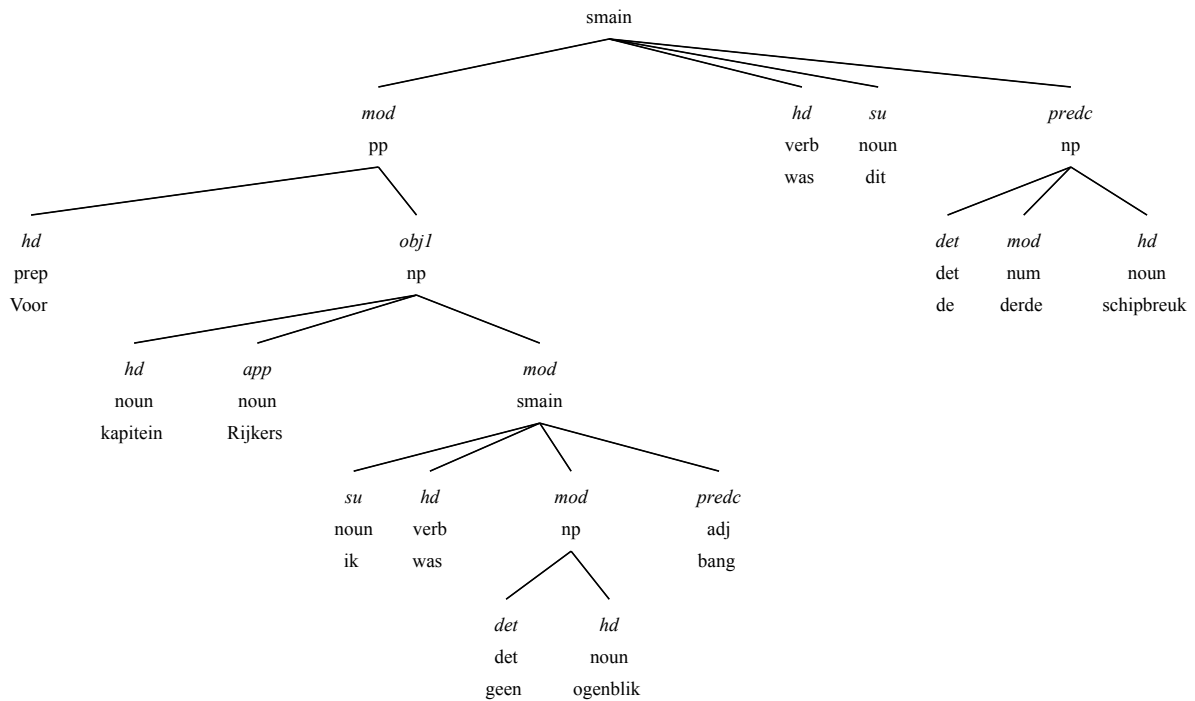 smain
mod hd su predc
pp verb noun np
was dit
hd obj1 det mod hd
prep np det num noun
Voor de derde schipbreuk
hd app mod
noun noun smain
kapitein Rijkers
su hd mod predc
noun verb np adj
ik was bang
det hd
det noun
geen ogenblik